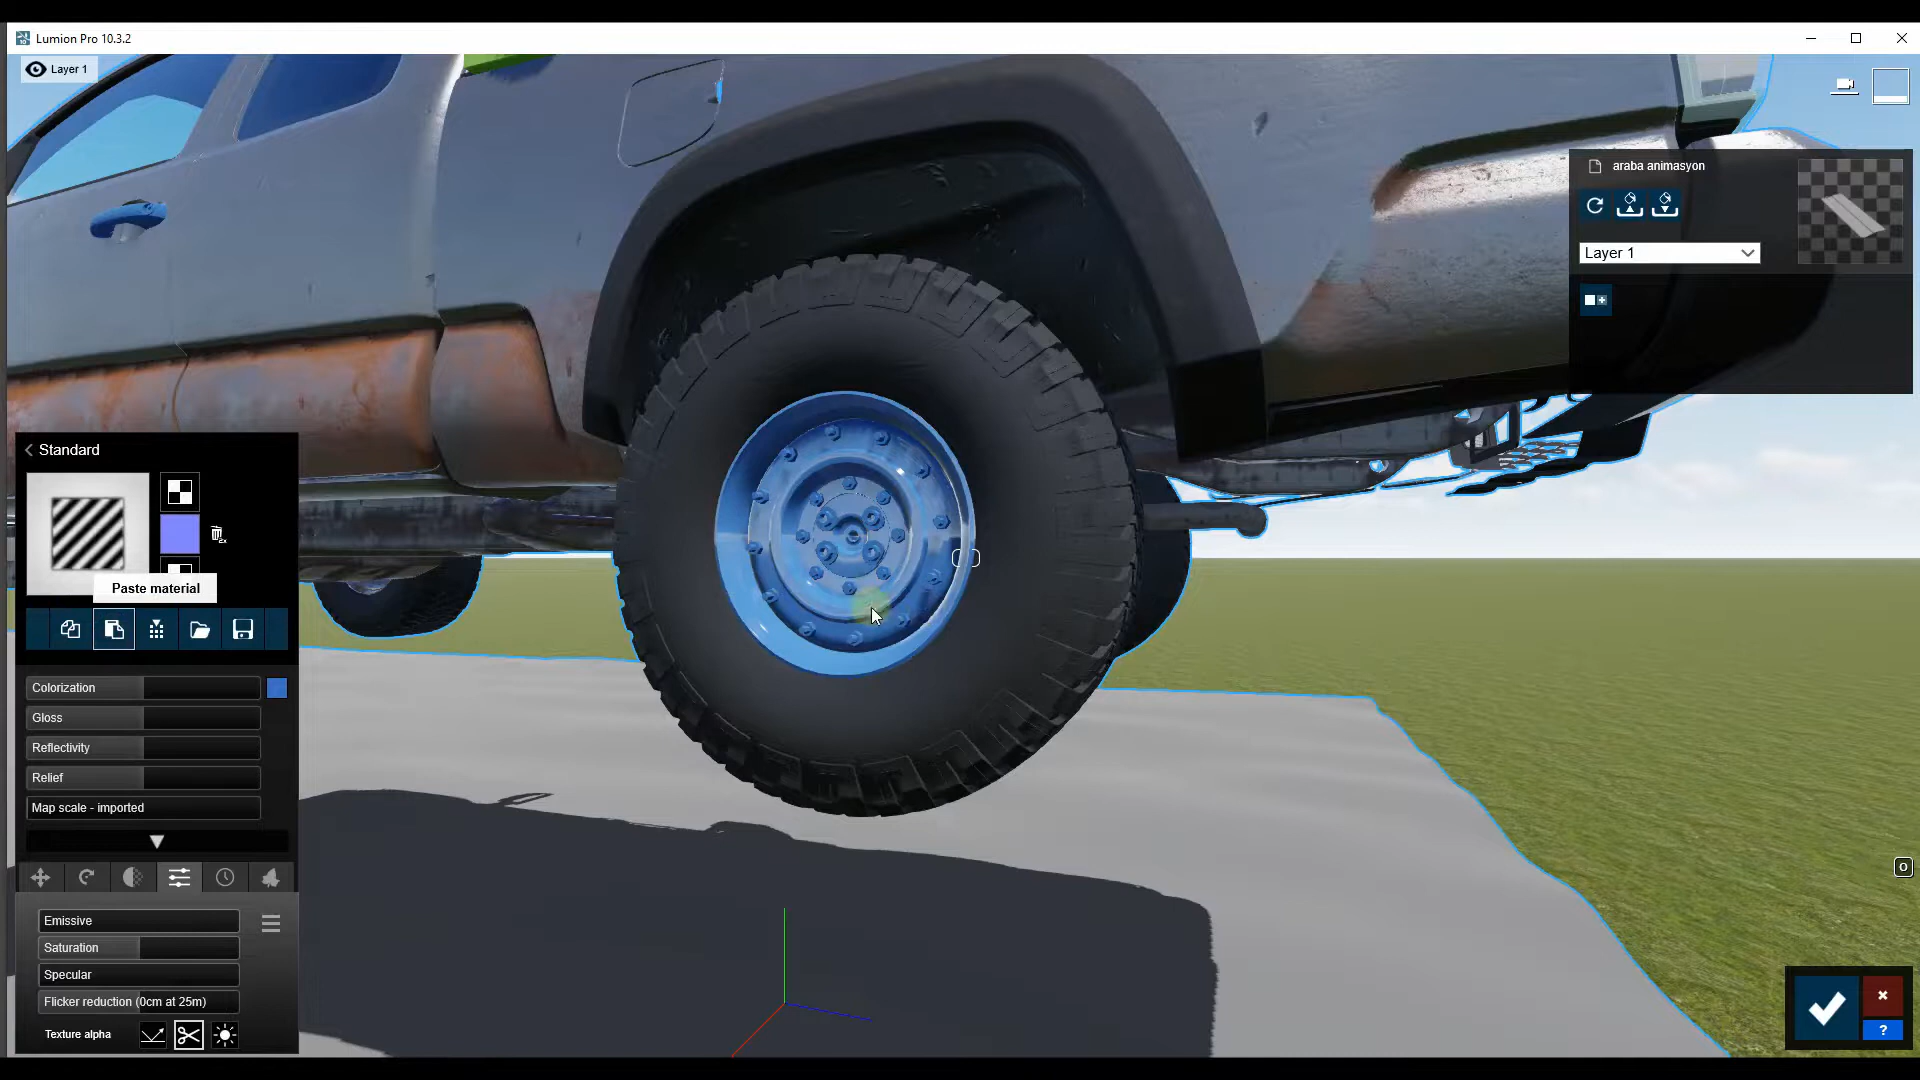 Lumion Pro 10.3.2
Layer 1
araba animasyon
Layer 1
Standard
Paste material
Colorization
Gloss
Reflectivity
Relief
Map scale - imported
Emissive
Saturation
Specular
Flicker reduction (0cm at 25m)
Texture alpha
O
?